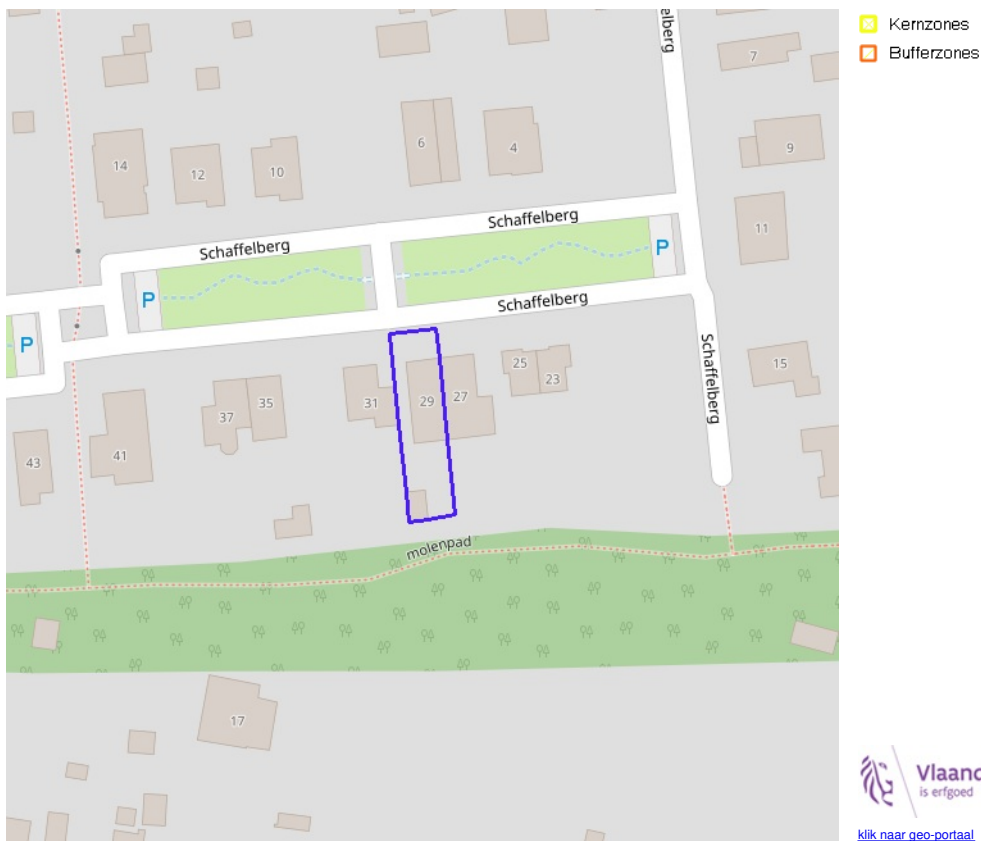 elberg
7
14
12
10
6
4
9
11
Schaffelberg
Schaffelberg
P
P
P
Schaffelberg
Schaffelberg
43
41
37
35
31
29
27
25
23
15
molenpad
17
Kernzones
Bufferzones
Vlaand
is erfgoed
klik naar geo-portaal